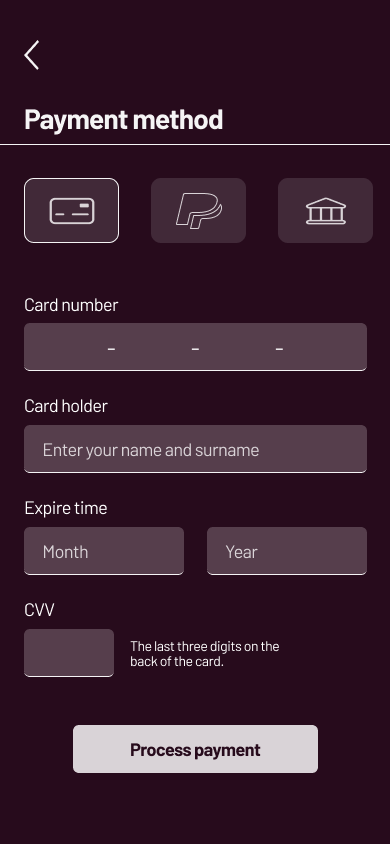 Payment method
Card number
- - -
Card holder
Enter your name and surname
Expire time
Month Year
CVV
The last three digits on the
back of the card.
Process payment